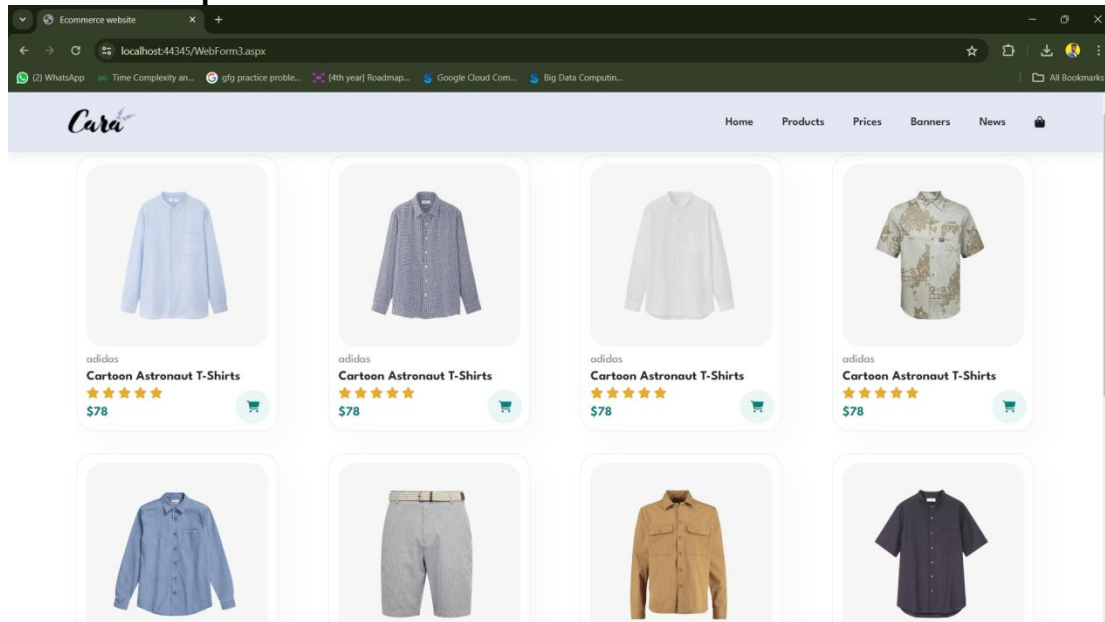 Ecommerce website
localhost:44345/WebForm3.aspx
(2) WhatsApp Time Complexity an... gfg practice proble... [4th year] Roadmap... Google Cloud Com... Big Data Computin... All Bookmarks
Cara Home Products Prices Banners News
adidas adidas adidas adidas
Cartoon Astronaut T-Shirts Cartoon Astronaut T-Shirts Cartoon Astronaut T-Shirts Cartoon Astronaut T-Shirts
$78 $78 $78 $78